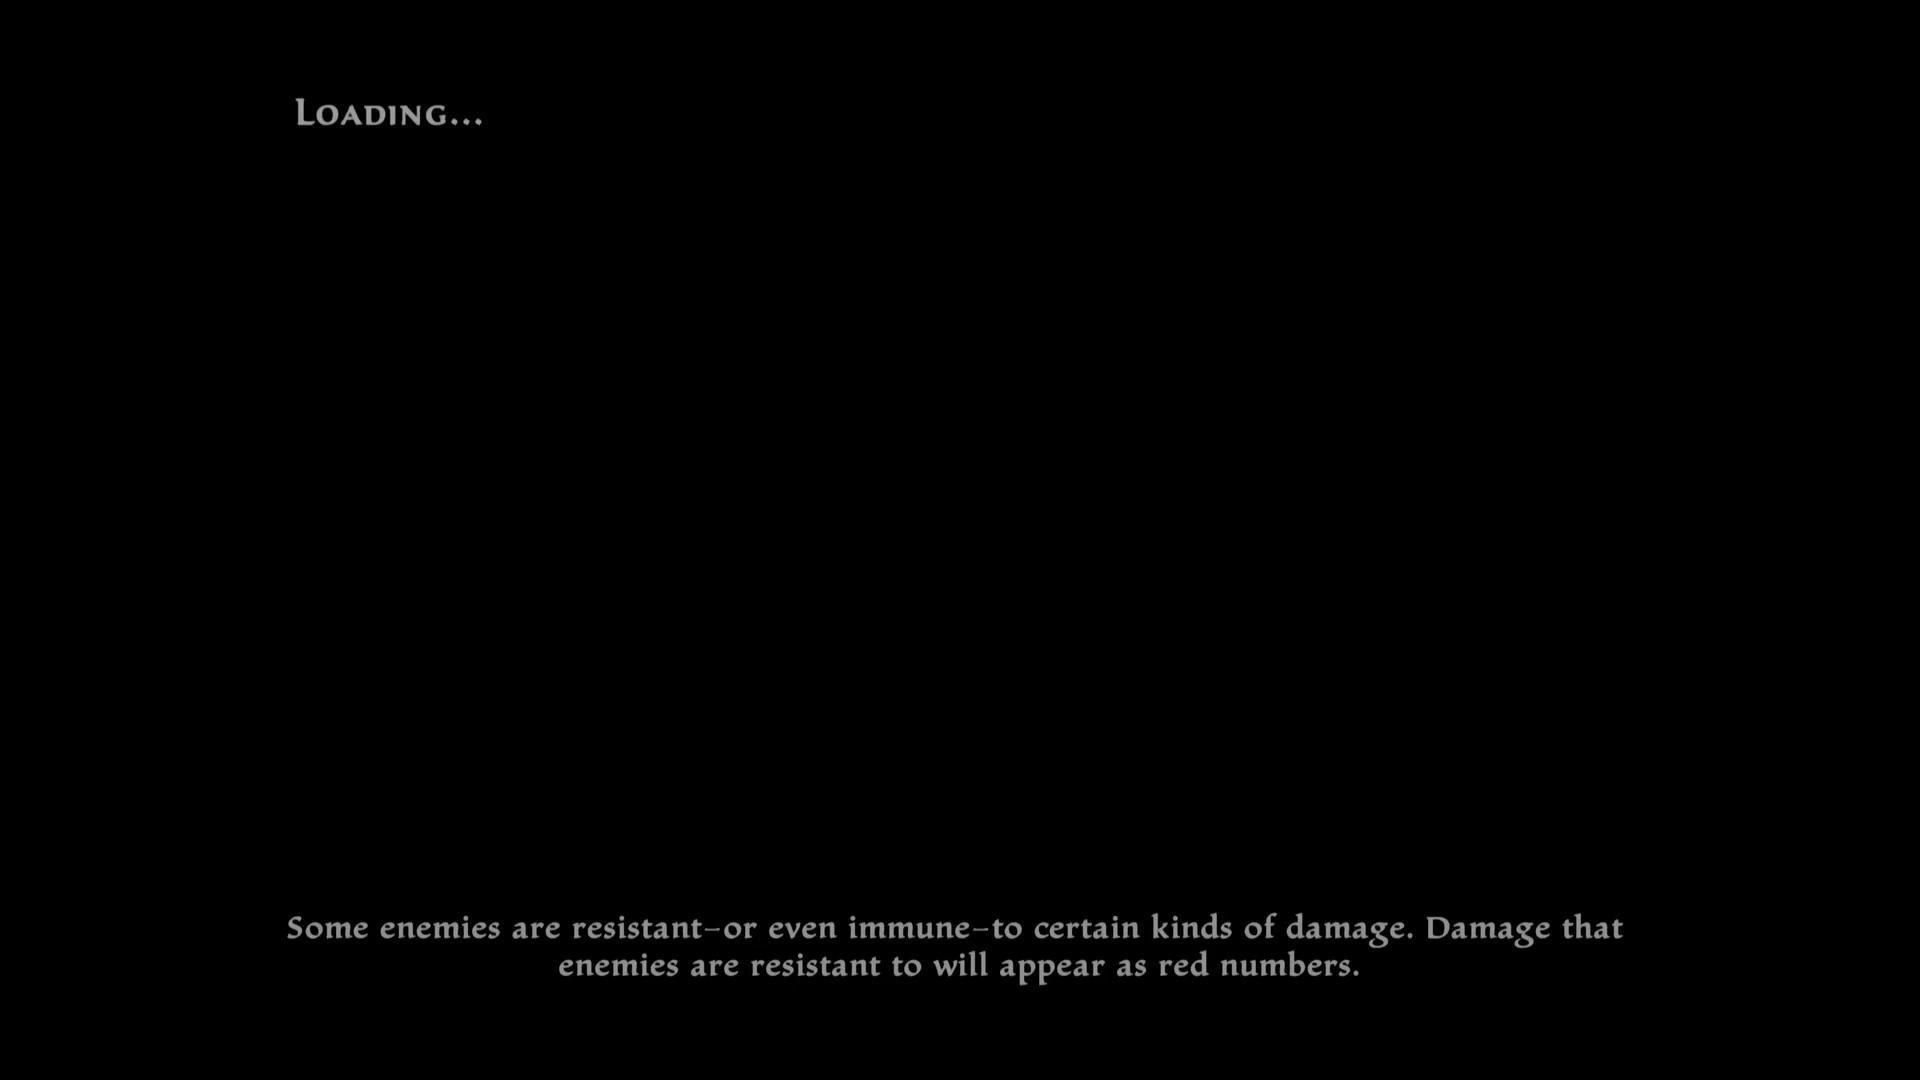 Loading...
Some enemies are resistant–or even immune–to certain kinds of damage. Damage that
enemies are resistant to will appear as red numbers.